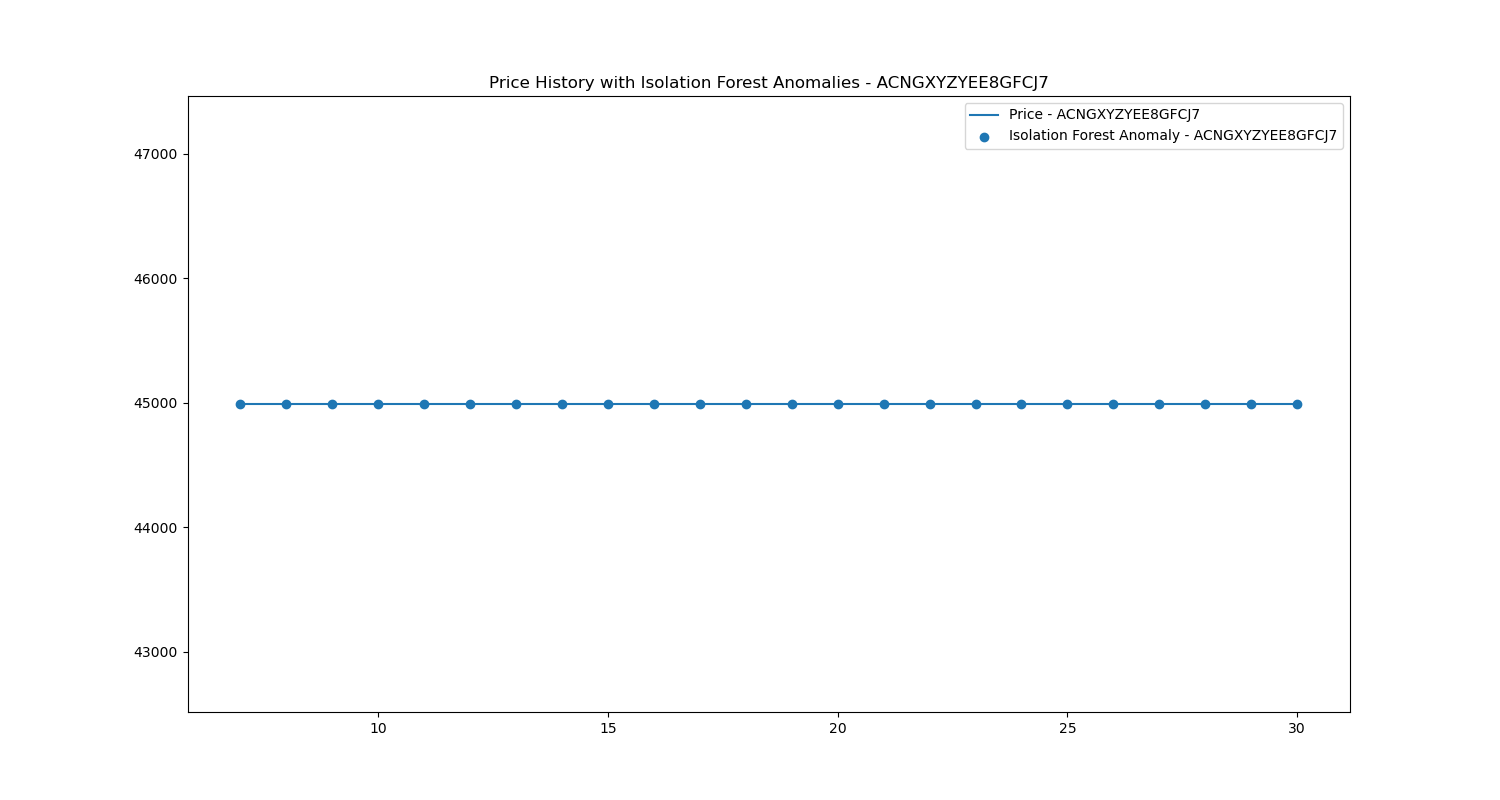 Price History with Isolation Forest Anomalies - ACNGXYZYEE8GFCJ7
Price - ACNGXYZYEE8GFCJ7
Isolation Forest Anomaly - ACNGXYZYEE8GFCJ7
47000
46000
45000
44000
43000
10 15 20 25 30